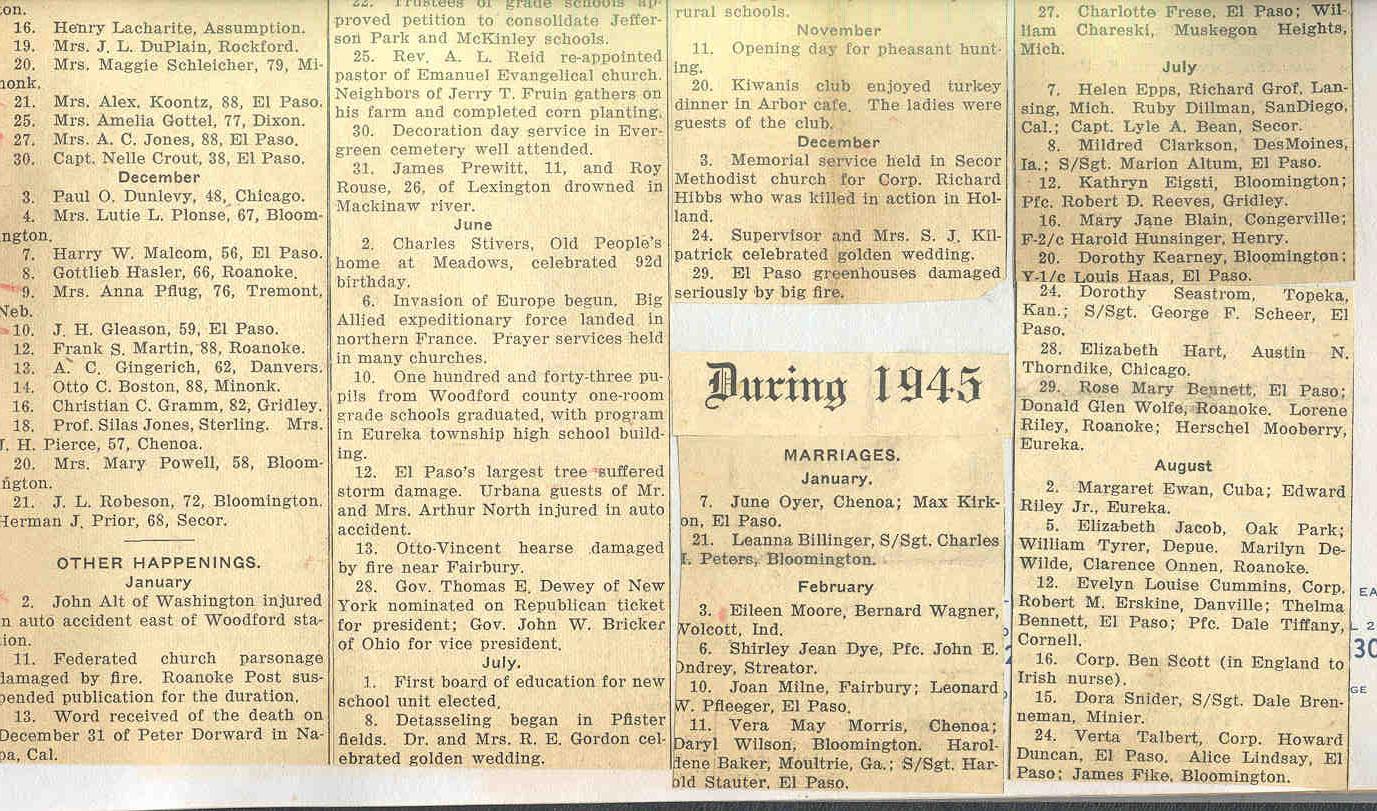 ton.
16. Henry Lacharite, Assumption.
19. Mrs. J. L. DuPlain, Rockford.
20. Mrs. Maggie Schleicher, 79, Mi-
nonk.
21. Mrs. Alex. Koontz, 88, El Paso.
25. Mrs. Amelia Gottel, 77, Dixon.
27. Mrs. A. C. Jones, 88, El Paso.
30. Capt. Nelle Crout, 38, El Paso.
December
3. Paul O. Dunlevy, 48, Chicago.
4. Mrs. Lutie L. Plonse, 67, Bloom-
ington.
7. Harry W. Malcom, 56, El Paso.
8. Gottlieb Hasler, 66, Roanoke.
9. Mrs. Anna Pflug, 76, Tremont,
Neb.
10. J. H. Gleason, 59, El Paso.
12. Frank S. Martin, 88, Roanoke.
13. A. C. Gingerich, 62, Danvers.
14. Otto C. Boston, 88, Minonk.
16. Christian C. Gramm, 82, Gridley.
18. Prof. Silas Jones, Sterling. Mrs.
J. H. Pierce, 57, Chenoa.
20. Mrs. Mary Powell, 58, Bloom-
ington.
21. J. L. Robeson, 72, Bloomington.
Herman J. Prior, 68, Secor.
OTHER HAPPENINGS.
January
2. John Alt of Washington injured
in auto accident east of Woodford sta-
tion.
11. Federated church parsonage
damaged by fire. Roanoke Post sus-
pended publication for the duration.
13. Word received of the death on
December 31 of Peter Dorward in Na-
pa, Cal.
22. Trustees of grade schools ap-
proved petition to consolidate Jeffer-
son Park and McKinley schools.
25. Rev. A. L. Reid re-appointed
pastor of Emanuel Evangelical church.
Neighbors of Jerry T. Fruin gathers on
his farm and completed corn planting.
30. Decoration day service in Ever-
green cemetery well attended.
31. James Prewitt, 11, and Roy
Rouse, 26, of Lexington drowned in
Mackinaw river.
June
2. Charles Stivers, Old People's
home at Meadows, celebrated 92d
birthday.
6. Invasion of Europe begun. Big
Allied expeditionary force landed in
northern France. Prayer services held
in many churches.
10. One hundred and forty-three pu-
pils from Woodford county one-room
grade schools graduated, with program
in Eureka township high school build-
ing.
12. El Paso's largest tree suffered
storm damage. Urbana guests of Mr.
and Mrs. Arthur North injured in auto
accident.
13. Otto-Vincent hearse damaged
by fire near Fairbury.
28. Gov. Thomas E. Dewey of New
York nominated on Republican ticket
for president; Gov. John W. Bricker
of Ohio for vice president.
July.
1. First board of education for new
school unit elected.
8. Detasseling began in Pfister
fields. Dr. and Mrs. R. E. Gordon cel-
ebrated golden wedding.
rural schools.
November
11. Opening day for pheasant hunt-
ing.
20. Kiwanis club enjoyed turkey
dinner in Arbor cafe. The ladies were
guests of the club.
December
3. Memorial service held in Secor
Methodist church for Corp. Richard
Hibbs who was killed in action in Hol-
land.
24. Supervisor and Mrs. S. J. Kil-
patrick celebrated golden wedding.
29. El Paso greenhouses damaged
seriously by big fire.
During 1945
MARRIAGES.
January.
7. June Oyer, Chenoa; Max Kirk-
on, El Paso.
21. Leanna Billinger, S/Sgt. Charles
I. Peters, Bloomington.
February
3. Eileen Moore, Bernard Wagner,
Wolcott, Ind.
6. Shirley Jean Dye, Pfc. John E.
Ondrey, Streator.
10. Joan Milne, Fairbury; Leonard
W. Pfleeger, El Paso.
11. Vera May Morris, Chenoa;
Daryl Wilson, Bloomington. Harol-
dene Baker, Moultrie, Ga.; S/Sgt. Har-
old Stauter, El Paso.
27. Charlotte Frese, El Paso; Wil-
liam Chareski, Muskegon Heights,
Mich.
July
7. Helen Epps, Richard Grof, Lan-
sing, Mich. Ruby Dillman, SanDiego,
Cal.; Capt. Lyle A. Bean, Secor.
8. Mildred Clarkson, DesMoines,
Ia.; S/Sgt. Marion Altum, El Paso.
12. Kathryn Eigsti, Bloomington;
Pfc. Robert D. Reeves, Gridley.
16. Mary Jane Blain, Congerville;
F-2/c Harold Hunsinger, Henry.
20. Dorothy Kearney, Bloomington;
Y-1/c Louis Haas, El Paso.
24. Dorothy Seastrom, Topeka,
Kan.; S/Sgt. George F. Scheer, El
Paso.
28. Elizabeth Hart, Austin N.
Thorndike, Chicago.
29. Rose Mary Bennett, El Paso;
Donald Glen Wolfe, Roanoke. Lorene
Riley, Roanoke; Herschel Mooberry,
Eureka.
August
2. Margaret Ewan, Cuba; Edward
Riley Jr., Eureka.
5. Elizabeth Jacob, Oak Park;
William Tyrer, Depue. Marilyn De-
Wilde, Clarence Onnen, Roanoke.
12. Evelyn Louise Cummins, Corp.
Robert M. Erskine, Danville; Thelma
Bennett, El Paso; Pfc. Dale Tiffany,
Cornell.
16. Corp. Ben Scott (in England to
Irish nurse).
15. Dora Snider, S/Sgt. Dale Bren-
neman, Minier.
24. Verta Talbert, Corp. Howard
Duncan, El Paso. Alice Lindsay, El
Paso; James Fike, Bloomington.
EA
L 2
30
GE